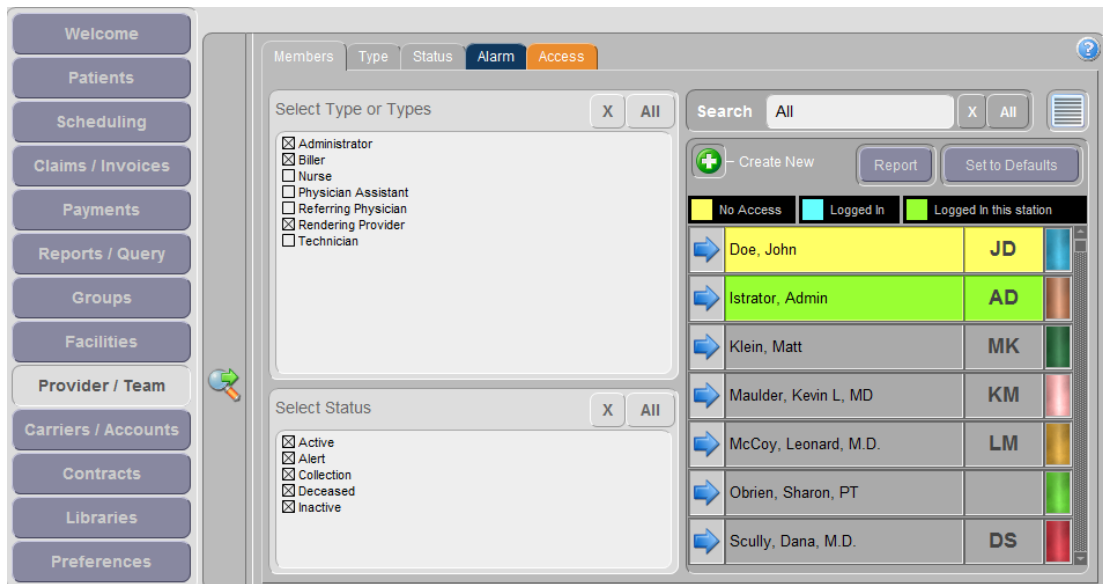 Welcome
Patients
Scheduling
Claims / Invoices
Payments
Reports / Query
Groups
Facilities
Provider / Team
Carriers / Accounts
Contracts
Libraries
Preferences
Members Type Status Alarm Access
?
Select Type or Types X All
Administrator
Biller
Nurse
Physician Assistant
Referring Physician
Rendering Provider
Technician
Select Status X All
Active
Alert
Collection
Deceased
Inactive
Search All X All
– Create New Report Set to Defaults
No Access Logged In Logged In this station
Doe, John JD
Istrator, Admin AD
Klein, Matt MK
Maulder, Kevin L, MD KM
McCoy, Leonard, M.D. LM
Obrien, Sharon, PT
Scully, Dana, M.D. DS